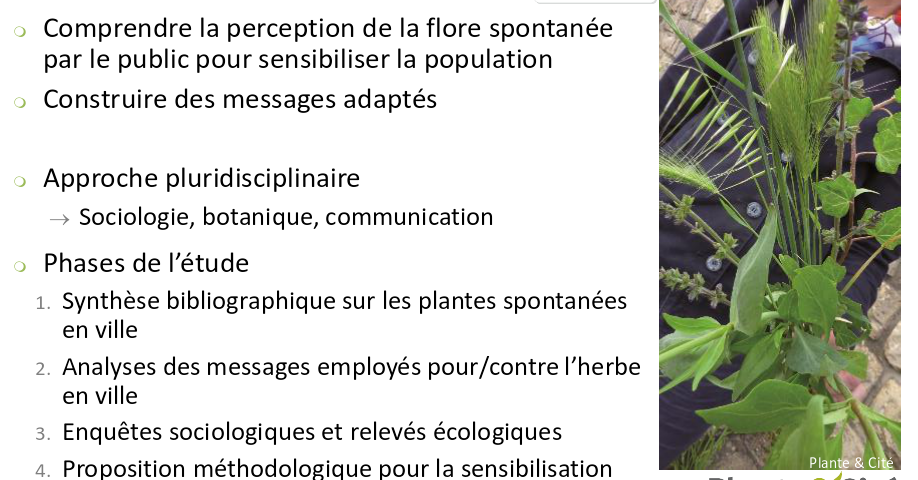 Comprendre la perception de la flore spontanée
par le public pour sensibiliser la population
Construire des messages adaptés
Approche pluridisciplinaire
→ Sociologie, botanique, communication
Phases de l’étude
1. Synthèse bibliographique sur les plantes spontanées
en ville
2. Analyses des messages employés pour/contre l’herbe
en ville
3. Enquêtes sociologiques et relevés écologiques
4. Proposition méthodologique pour la sensibilisation
Plante & Cité